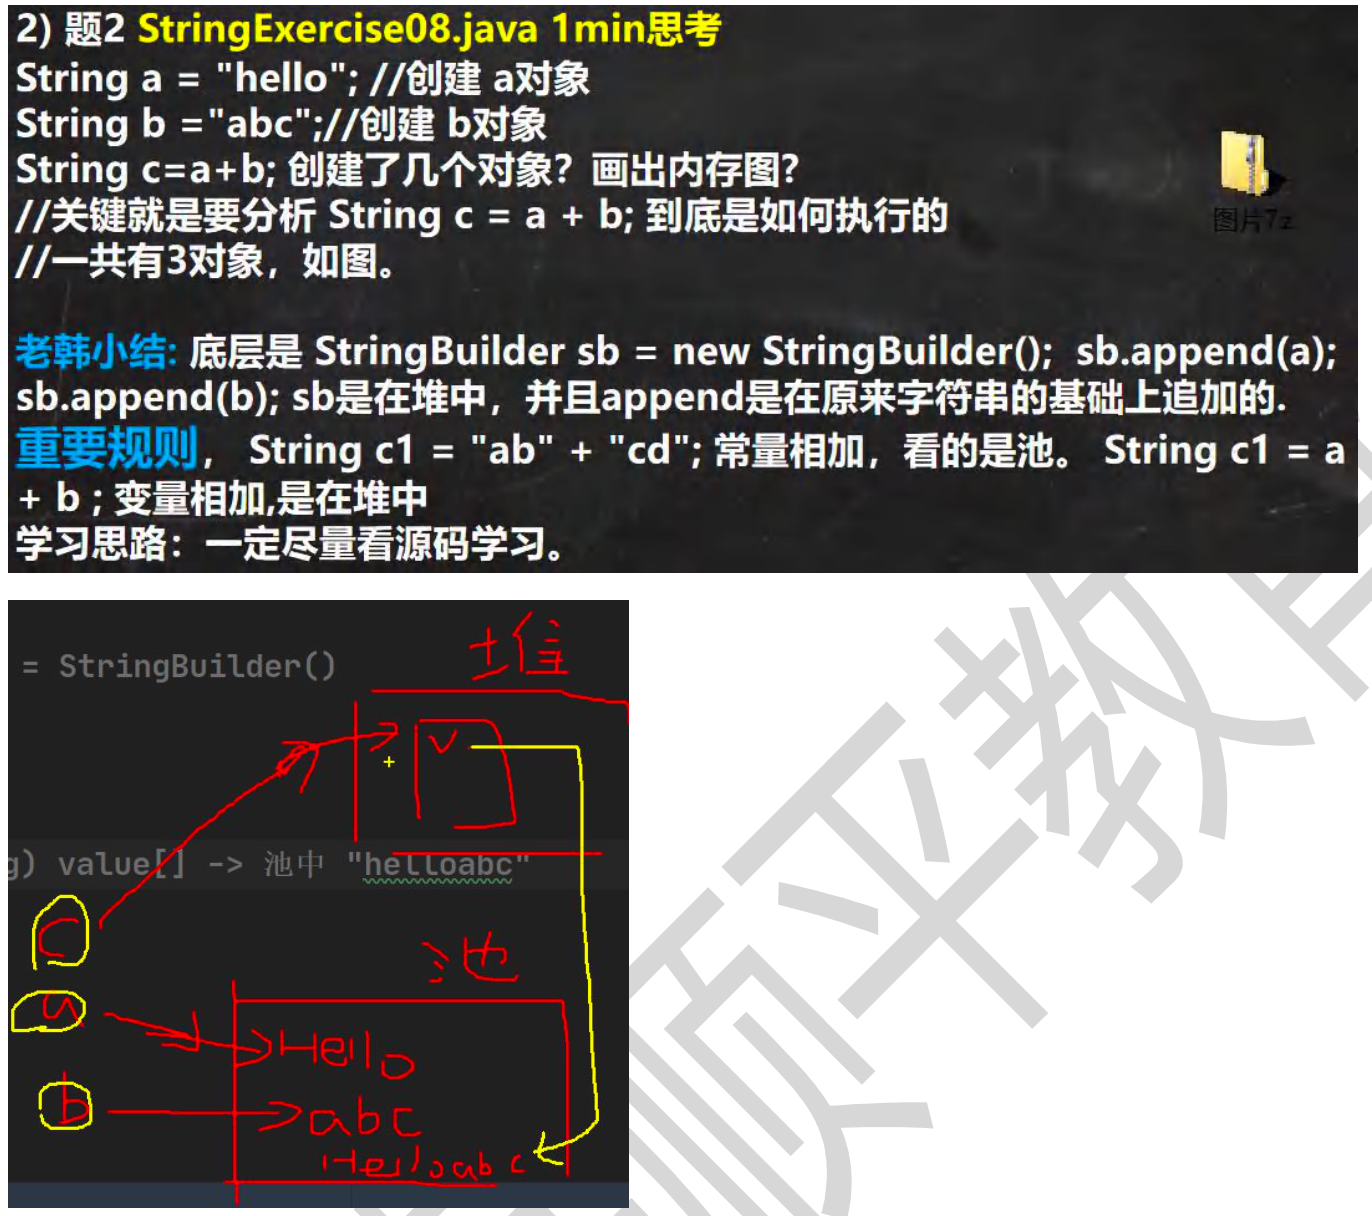 2) 题2 StringExercise08.java 1min思考
String a = "hello"; //创建 a对象
String b ="abc";//创建 b对象
String c=a+b; 创建了几个对象？画出内存图？
//关键就是要分析 String c = a + b; 到底是如何执行的
//一共有3对象，如图。
图片7z
老韩小结: 底层是 StringBuilder sb = new StringBuilder(); sb.append(a);
sb.append(b); sb是在堆中，并且append是在原来字符串的基础上追加的.
重要规则， String c1 = "ab" + "cd"; 常量相加，看的是池。 String c1 = a
+ b ; 变量相加,是在堆中
学习思路：一定尽量看源码学习。
堆
= StringBuilder()
V
g) value[] -> 池中 "helloabc"
c
池
a
Hello
b
abc
Helloabc
顺平教育